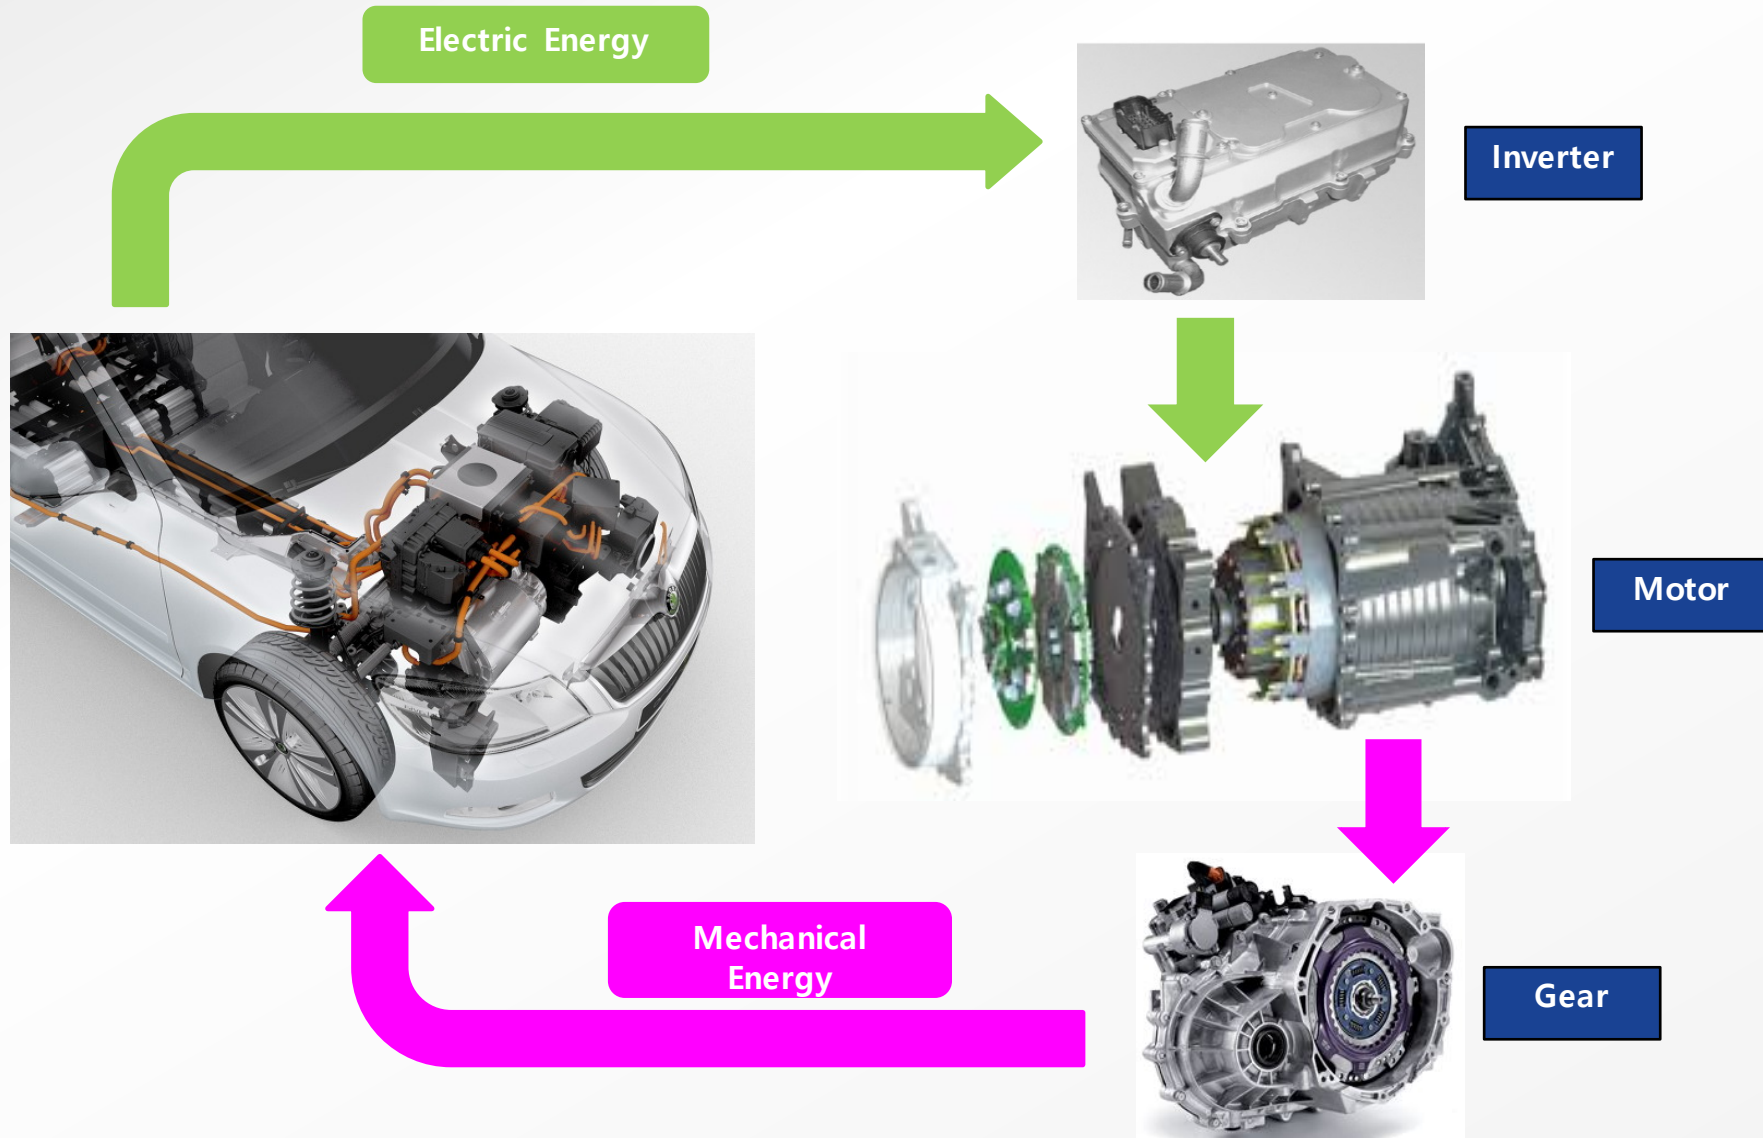 Electric Energy
Inverter
Motor
Mechanical
Energy
Gear